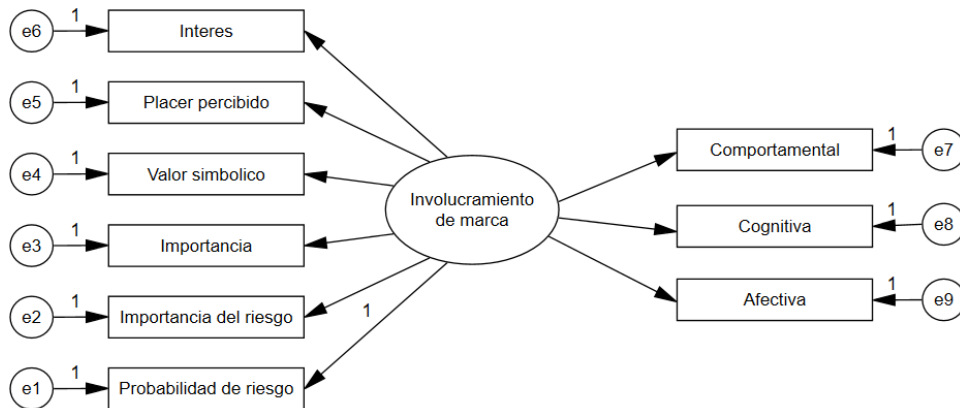 e6 1 Interes
e5 1 Placer percibido
e4 1 Valor simbolico
e3 1 Importancia
e2 1 Importancia del riesgo
e1 1 Probabilidad de riesgo
1
Involucramiento
de marca
Comportamental 1 e7
Cognitiva 1 e8
Afectiva 1 e9